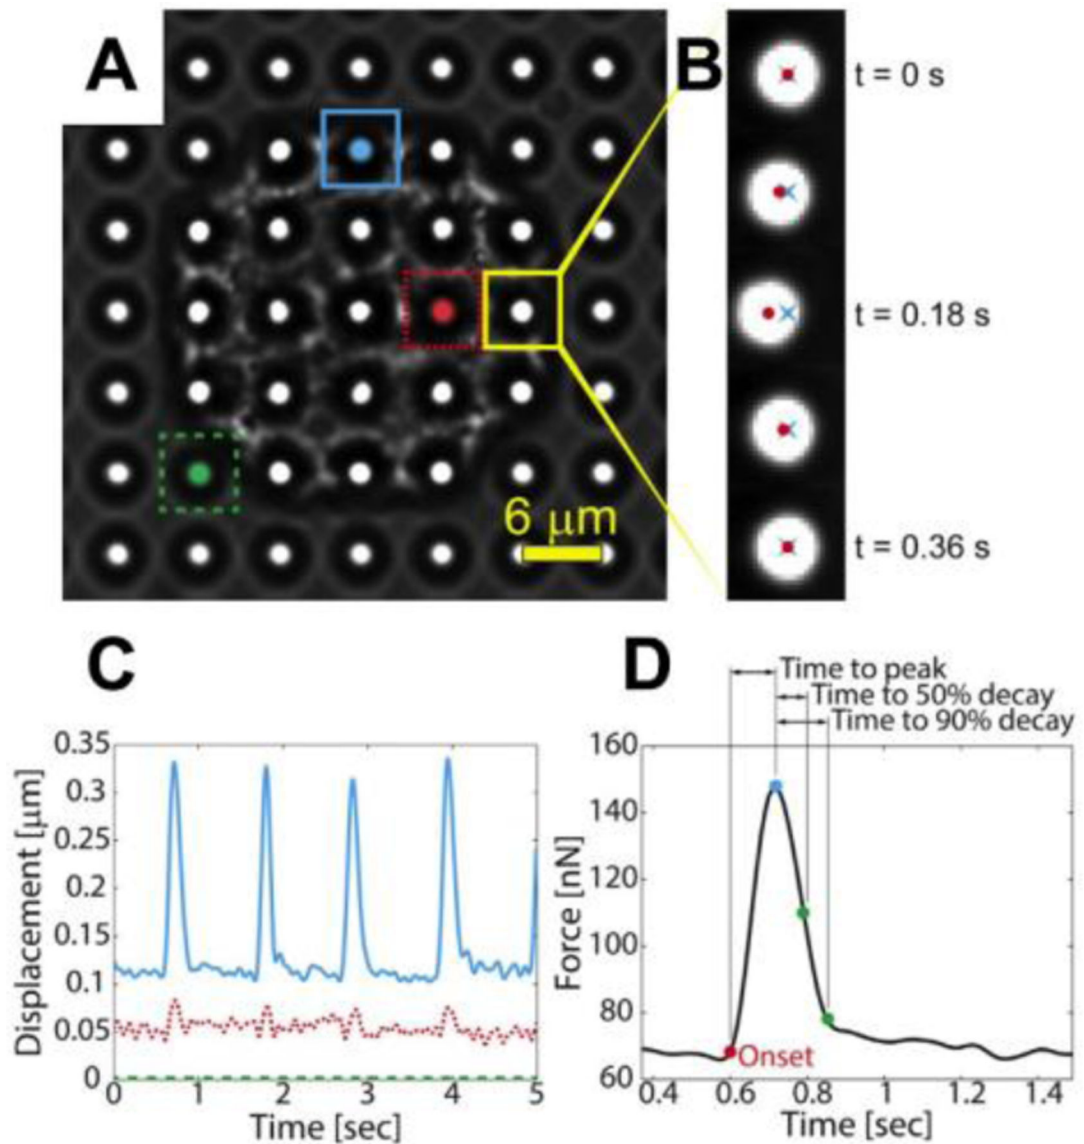 A
B
t = 0 s
t = 0.18 s
t = 0.36 s
6 μm
C
Displacement [μm]
0.35
0.3
0.25
0.2
0.15
0.1
0.05
0
0 1 2 3 4 5
Time [sec]
D
Time to peak
Time to 50% decay
Time to 90% decay
Force [nN]
160
140
120
100
80
60
Onset
0.4 0.6 0.8 1 1.2 1.4
Time [sec]